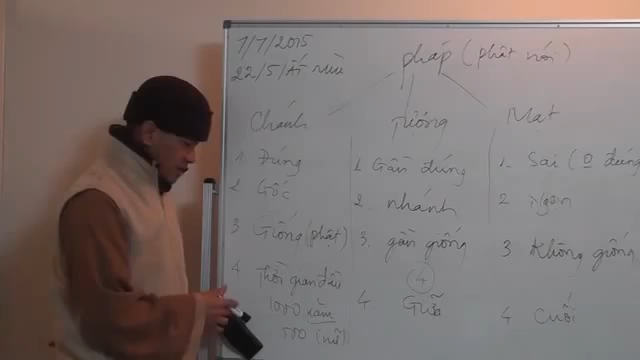 7/7/2015
22/5/Ất mùi
pháp (phật nói)
Chánh
Tướng
Mạt
1 Đúng
2 Gốc
3 Giống (phật)
4 Thời gian đầu
1000 năm
500 (nữ)
1. Gần đúng
2. nhánh
3. gần giống
4
4 Giữa
1. Sai (0 đúng
2 ngọn
3 Không giống
4 Cuối